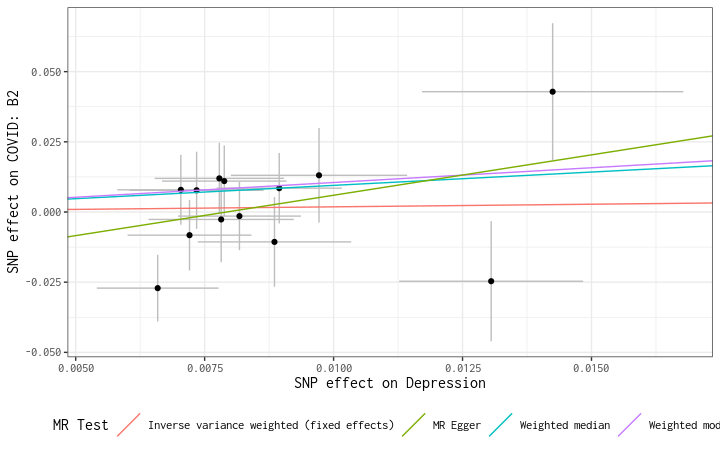 SNP effect on COVID: B2
0.050
0.025
0.000
−0.025
−0.050
0.0050 0.0075 0.0100 0.0125 0.0150
SNP effect on Depression
MR Test Inverse variance weighted (fixed effects) MR Egger Weighted median Weighted mod